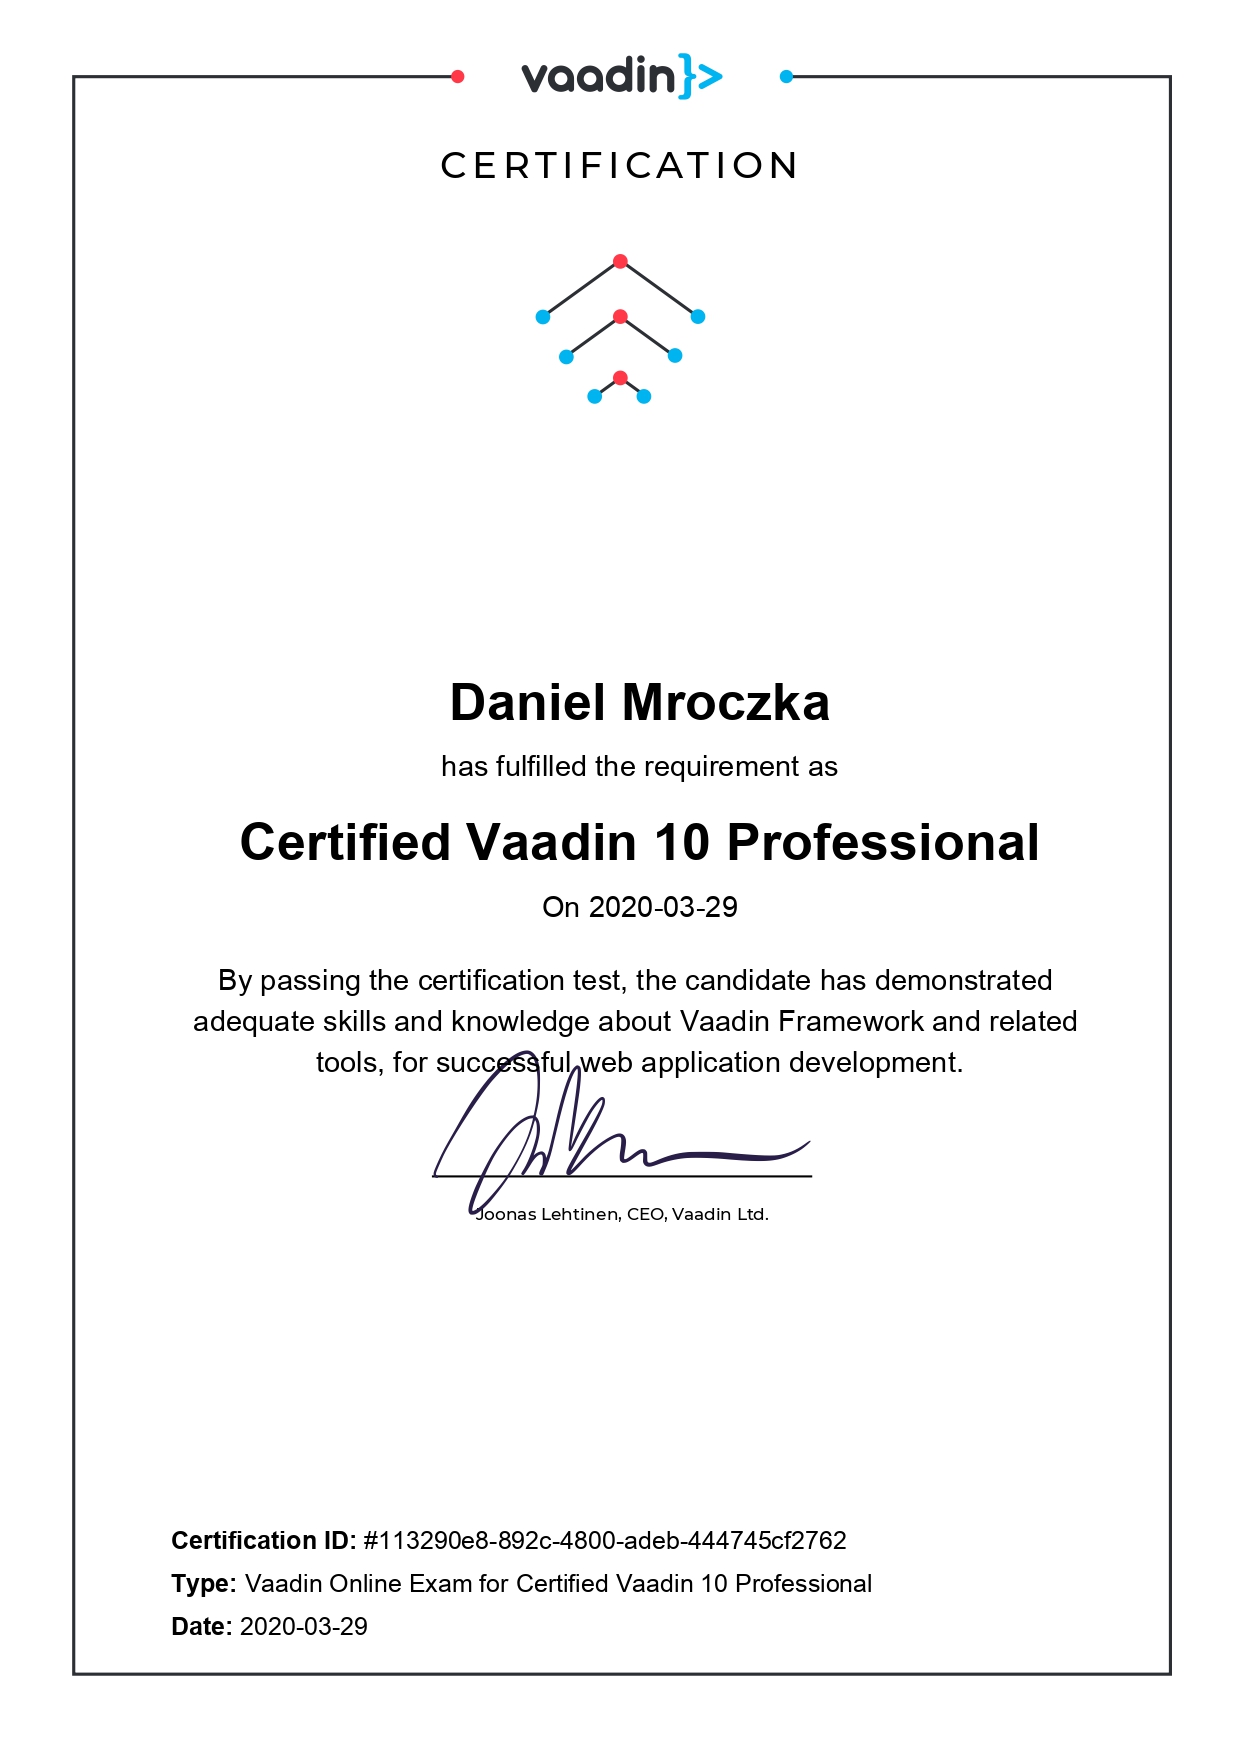 vaadin}>
CERTIFICATION
Daniel Mroczka
has fulfilled the requirement as
Certified Vaadin 10 Professional
On 2020-03-29
By passing the certification test, the candidate has demonstrated
adequate skills and knowledge about Vaadin Framework and related
tools, for successful web application development.
Joonas Lehtinen, CEO, Vaadin Ltd.
Certification ID: #113290e8-892c-4800-adeb-444745cf2762
Type: Vaadin Online Exam for Certified Vaadin 10 Professional
Date: 2020-03-29